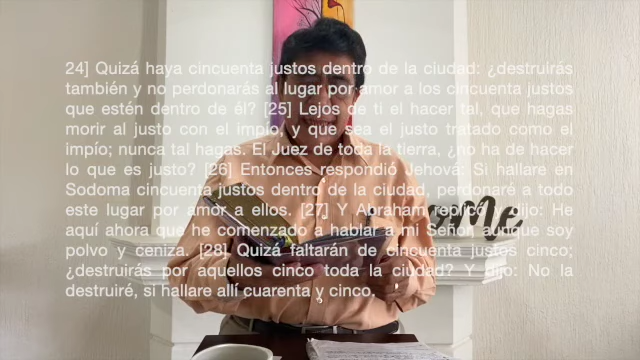 24] Quizá haya cincuenta justos dentro de la ciudad: ¿destruirás
también y no perdonarás al lugar por amor a los cincuenta justos
que estén dentro de él? [25] Lejos de ti el hacer tal, que hagas
morir al justo con el impío, y que sea el justo tratado como el
impío; nunca tal hagas. El Juez de toda la tierra, ¿no ha de hacer
lo que es justo? [26] Entonces respondió Jehová: Si hallare en
Sodoma cincuenta justos dentro de la ciudad, perdonaré a todo
este lugar por amor a ellos. [27] Y Abraham replicó y dijo: He
aquí ahora que he comenzado a hablar a mi Señor, aunque soy
polvo y ceniza. [28] Quizá faltarán de cincuenta justos cinco;
¿destruirás por aquellos cinco toda la ciudad? Y dijo: No la
destruiré, si hallare allí cuarenta y cinco.